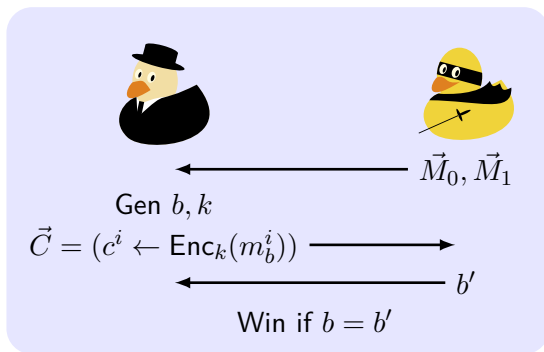 $\vec{M}_0, \vec{M}_1$
Gen $b, k$
$\vec{C} = (c^i \leftarrow \mathsf{Enc}_k(m_b^i))$
$b'$
Win if $b = b'$